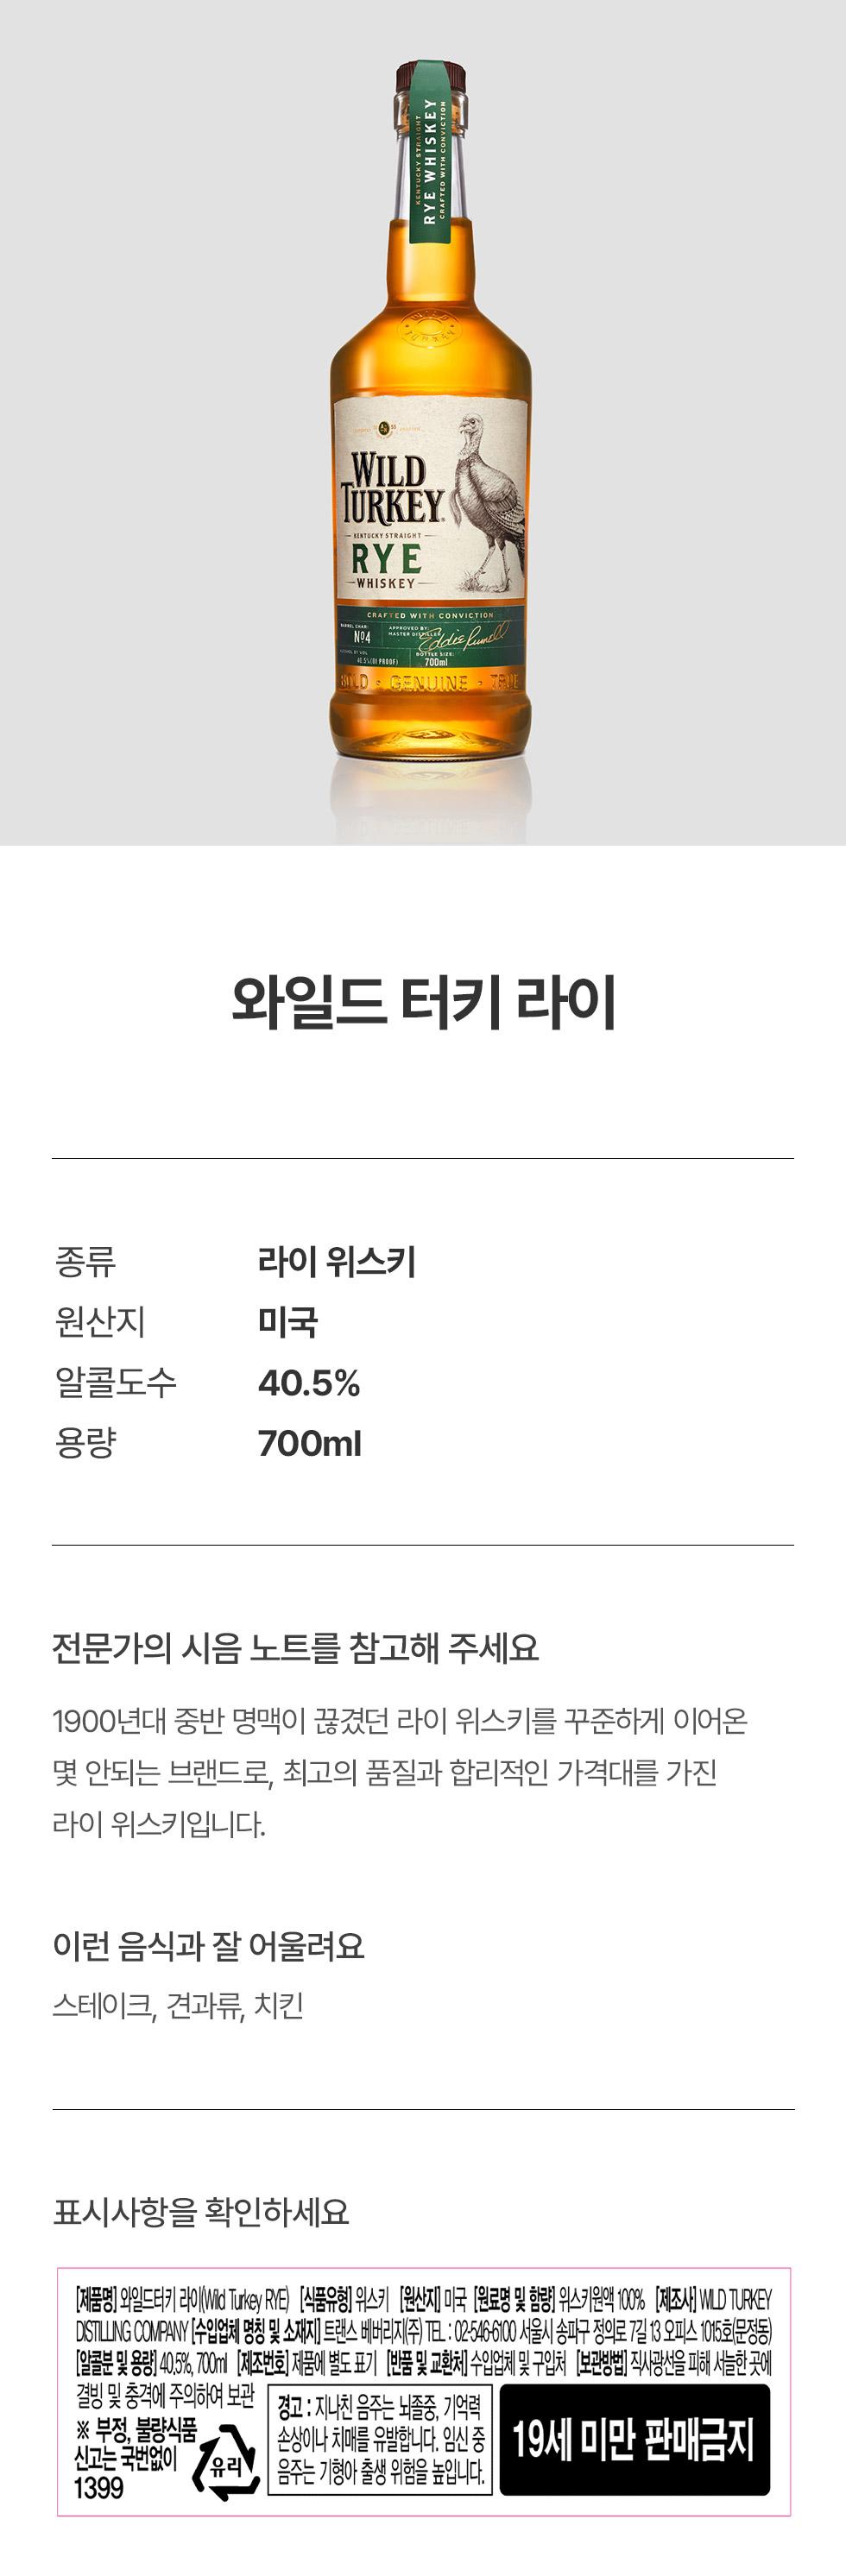 KENTUCKY STRAIGHT
RYE WHISKEY
CRAFTED WITH CONVICTION
WILD
TURKEY
WILD
TURKEY
KENTUCKY STRAIGHT
RYE
WHISKEY
CRAFTED WITH CONVICTION
BARREL CHAR:
Nº4
APPROVED BY:
MASTER DISTILLER
Eddie Russell
ALCOHOL BY VOL
40.5%(81 PROOF)
BOTTLE SIZE:
700ml
BOLD • GENUINE • TRUE
와일드 터키 라이
종류 라이 위스키
원산지 미국
알콜도수 40.5%
용량 700ml
전문가의 시음 노트를 참고해 주세요
1900년대 중반 명맥이 끊겼던 라이 위스키를 꾸준하게 이어온
몇 안되는 브랜드로, 최고의 품질과 합리적인 가격대를 가진
라이 위스키입니다.
이런 음식과 잘 어울려요
스테이크, 견과류, 치킨
표시사항을 확인하세요
[제품명] 와일드터키 라이(Wild Turkey RYE) [식품유형] 위스키 [원산지] 미국 [원료명 및 함량] 위스키원액 100% [제조사] WILD TURKEY
DISTILLING COMPANY [수입업체 명칭 및 소재지] 트랜스 베버리지(주) TEL : 02-546-6100 서울시 송파구 정의로 7길 13 오피스 1015호(문정동)
[알콜분 및 용량] 40.5%, 700ml [제조번호] 제품에 별도 표기 [반품 및 교환처] 수입업체 및 구입처 [보관방법] 직사광선을 피해 서늘한 곳에
결빙 및 충격에 주의하여 보관
※ 부정, 불량식품
신고는 국번없이
1399
유리
경고 : 지나친 음주는 뇌졸중, 기억력
손상이나 치매를 유발합니다. 임신 중
음주는 기형아 출생 위험을 높입니다.
19세 미만 판매금지